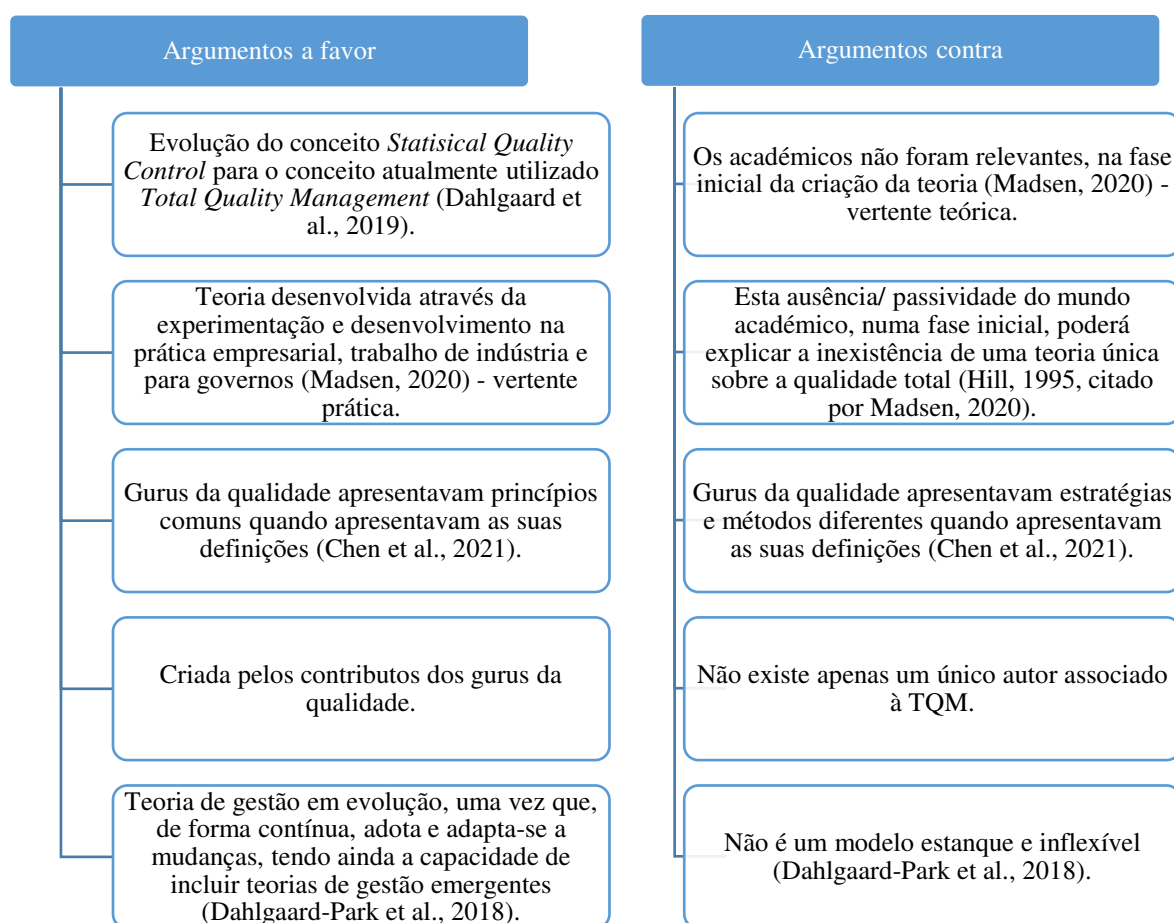 Argumentos a favor
Evolução do conceito Statisical Quality
Control para o conceito atualmente utilizado
Total Quality Management (Dahlgaard et
al., 2019).
Teoria desenvolvida através da
experimentação e desenvolvimento na
prática empresarial, trabalho de indústria e
para governos (Madsen, 2020) - vertente
prática.
Gurus da qualidade apresentavam princípios
comuns quando apresentavam as suas
definições (Chen et al., 2021).
Criada pelos contributos dos gurus da
qualidade.
Teoria de gestão em evolução, uma vez que,
de forma contínua, adota e adapta-se a
mudanças, tendo ainda a capacidade de
incluir teorias de gestão emergentes
(Dahlgaard-Park et al., 2018).
Argumentos contra
Os académicos não foram relevantes, na fase
inicial da criação da teoria (Madsen, 2020) -
vertente teórica.
Esta ausência/ passividade do mundo
académico, numa fase inicial, poderá
explicar a inexistência de uma teoria única
sobre a qualidade total (Hill, 1995, citado
por Madsen, 2020).
Gurus da qualidade apresentavam estratégias
e métodos diferentes quando apresentavam
as suas definições (Chen et al., 2021).
Não existe apenas um único autor associado
à TQM.
Não é um modelo estanque e inflexível
(Dahlgaard-Park et al., 2018).